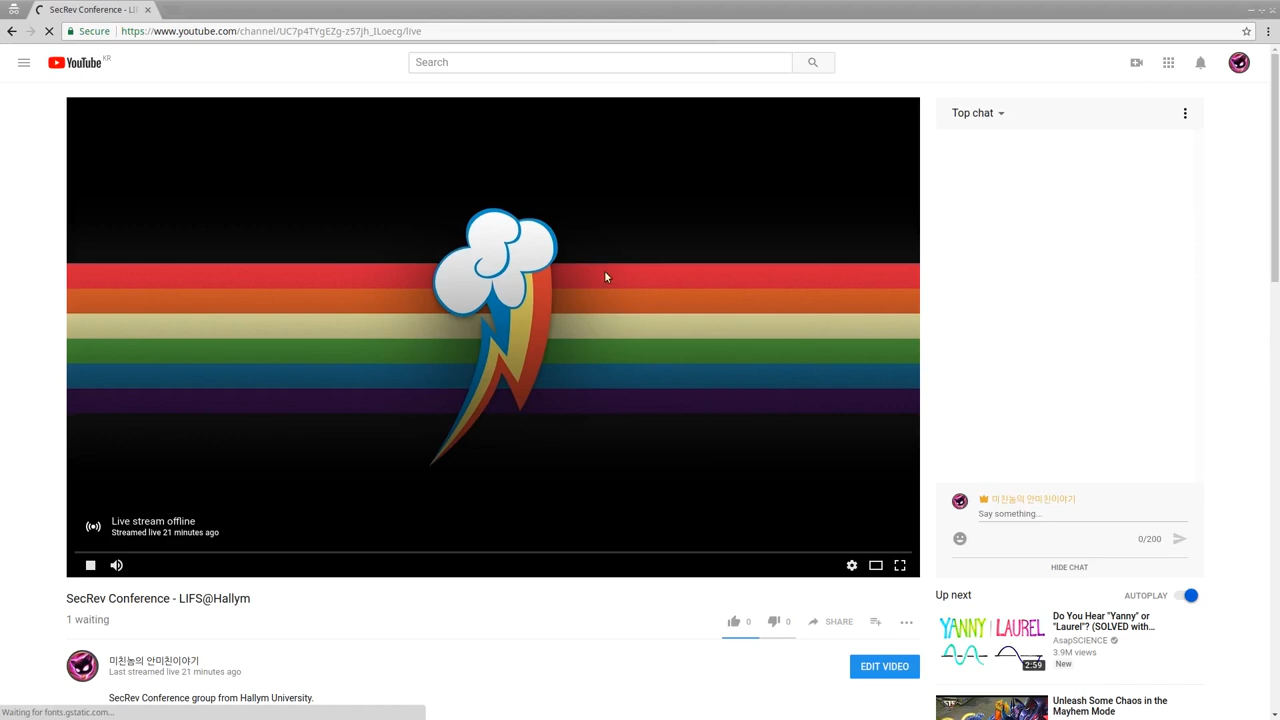 SecRev Conference - LIF
Secure
https://www.youtube.com/channel/UC7p4TYgEZg-z57jh_ILoecg/live
YouTube KR
Search
Top chat
Live stream offline
Streamed live 21 minutes ago
미친놈의 안미친이야기
Say something...
0/200
HIDE CHAT
SecRev Conference - LIFS@Hallym
1 waiting
0
0
SHARE
미친놈의 안미친이야기
Last streamed live 21 minutes ago
EDIT VIDEO
SecRev Conference group from Hallym University.
Up next
AUTOPLAY
YANNY LAUREL
2:59
Do You Hear "Yanny" or
"Laurel"? (SOLVED with...
AsapSCIENCE
3.9M views
New
Unleash Some Chaos in the
Mayhem Mode
Waiting for fonts.gstatic.com...